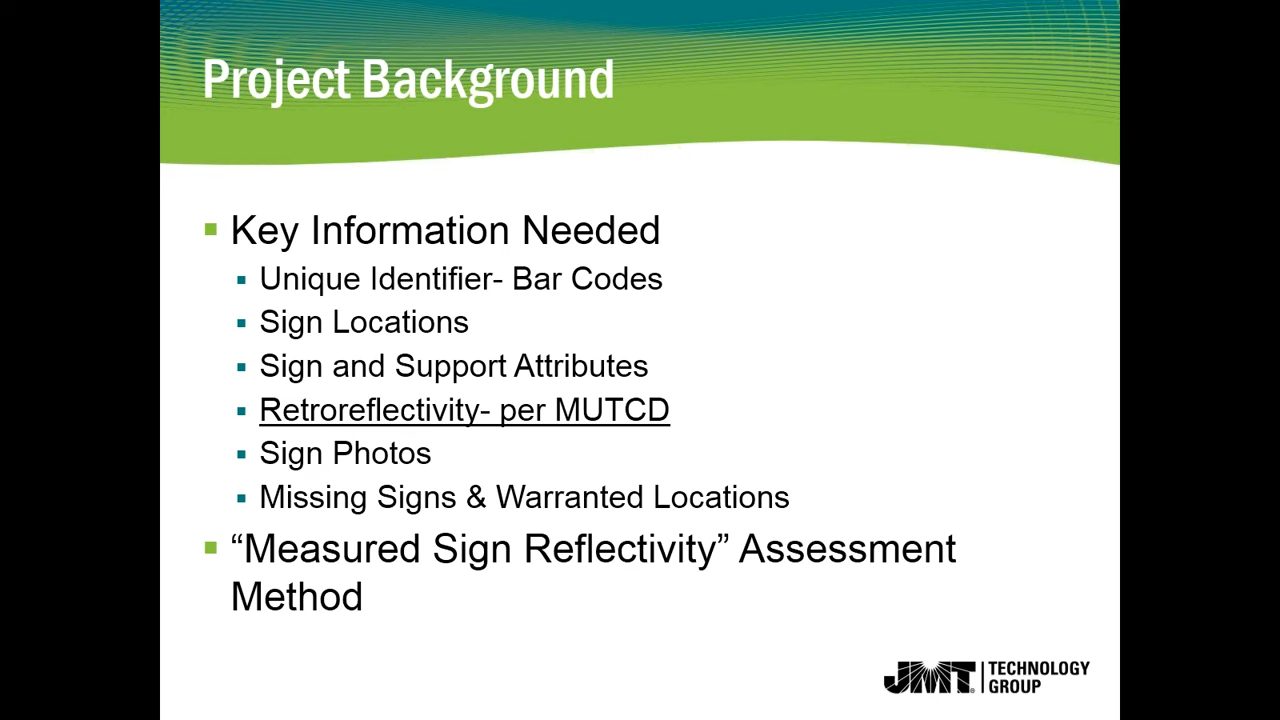 Project Background
Key Information Needed
Unique Identifier- Bar Codes
Sign Locations
Sign and Support Attributes
Retroreflectivity- per MUTCD
Sign Photos
Missing Signs & Warranted Locations
“Measured Sign Reflectivity” Assessment
Method
JMT® TECHNOLOGY
GROUP